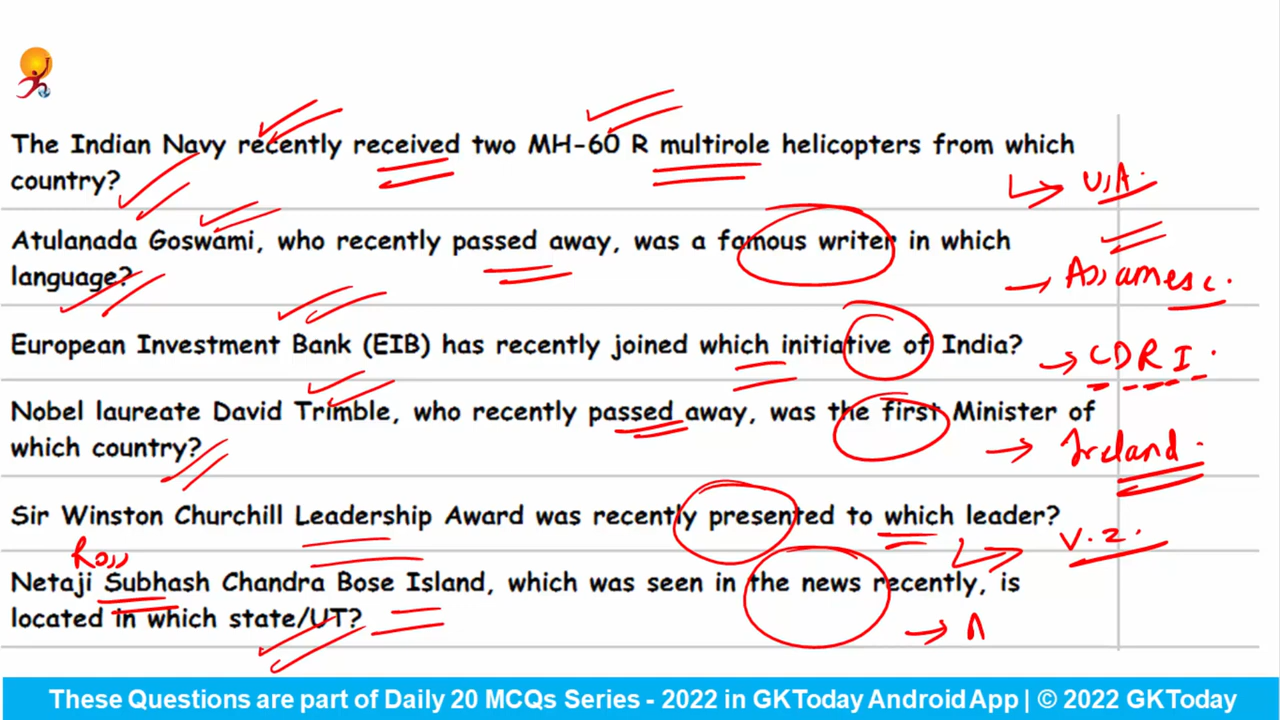 The Indian Navy recently received two MH-60 R multirole helicopters from which
country?
U,A.
Atulanada Goswami, who recently passed away, was a famous writer in which
language?
Assamese.
European Investment Bank (EIB) has recently joined which initiative of India?
CDRI.
Nobel laureate David Trimble, who recently passed away, was the first Minister of
which country?
Ireland.
Sir Winston Churchill Leadership Award was recently presented to which leader?
V.Z.
Ross
Netaji Subhash Chandra Bose Island, which was seen in the news recently, is
located in which state/UT?
These Questions are part of Daily 20 MCQs Series - 2022 in GKToday Android App | © 2022 GKToday